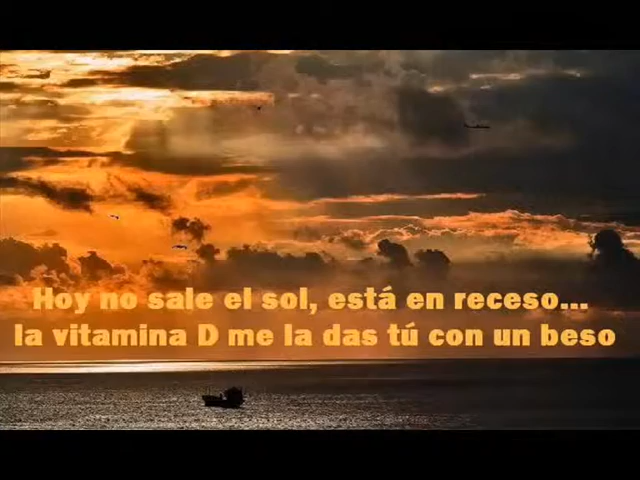 Hoy no sale el sol, está en receso...
la vitamina D me la das tú con un beso